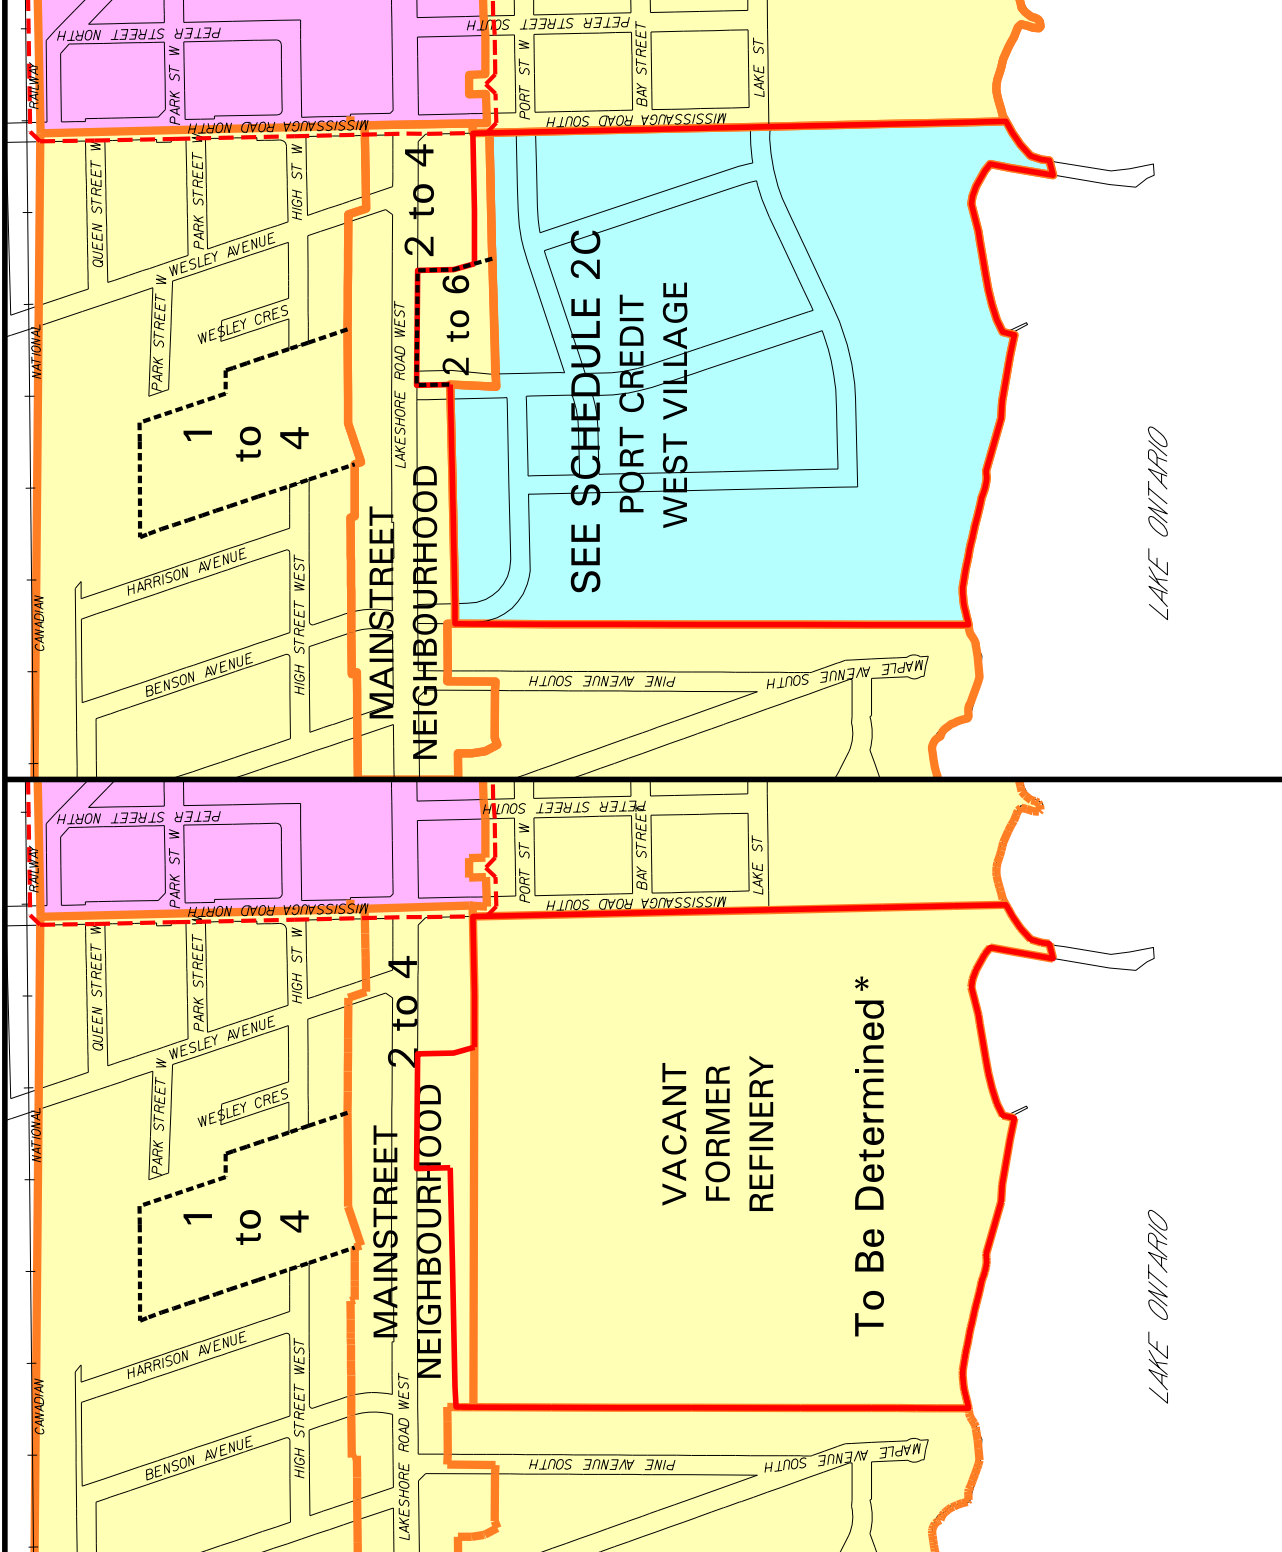 PETER STREET NORTH
PETER STREET SOUTH
RAILWAY
PARK ST W
PORT ST W
BAY STREET
LAKE ST
MISSISSAUGA ROAD NORTH
MISSISSAUGA ROAD SOUTH
QUEEN STREET W
PARK STREET W
HIGH ST W
WESLEY AVENUE
PARK STREET W
WESLEY CRES
NATIONAL
LAKESHORE ROAD WEST
2 to 4
2 to 6
1
to
4
SEE SCHEDULE 2C
PORT CREDIT
WEST VILLAGE
MAINSTREET
NEIGHBOURHOOD
HARRISON AVENUE
HIGH STREET WEST
CANADIAN
BENSON AVENUE
PINE AVENUE SOUTH
MAPLE AVENUE SOUTH
LAKE ONTARIO
PETER STREET NORTH
PETER STREET SOUTH
RAILWAY
PARK ST W
PORT ST W
BAY STREET
LAKE ST
MISSISSAUGA ROAD NORTH
MISSISSAUGA ROAD SOUTH
QUEEN STREET W
PARK STREET W
HIGH ST W
WESLEY AVENUE
PARK STREET W
WESLEY CRES
NATIONAL
2 to 4
1
to
4
MAINSTREET
NEIGHBOURHOOD
VACANT
FORMER
REFINERY
To Be Determined*
HARRISON AVENUE
HIGH STREET WEST
LAKESHORE ROAD WEST
CANADIAN
BENSON AVENUE
PINE AVENUE SOUTH
MAPLE AVENUE SOUTH
LAKE ONTARIO